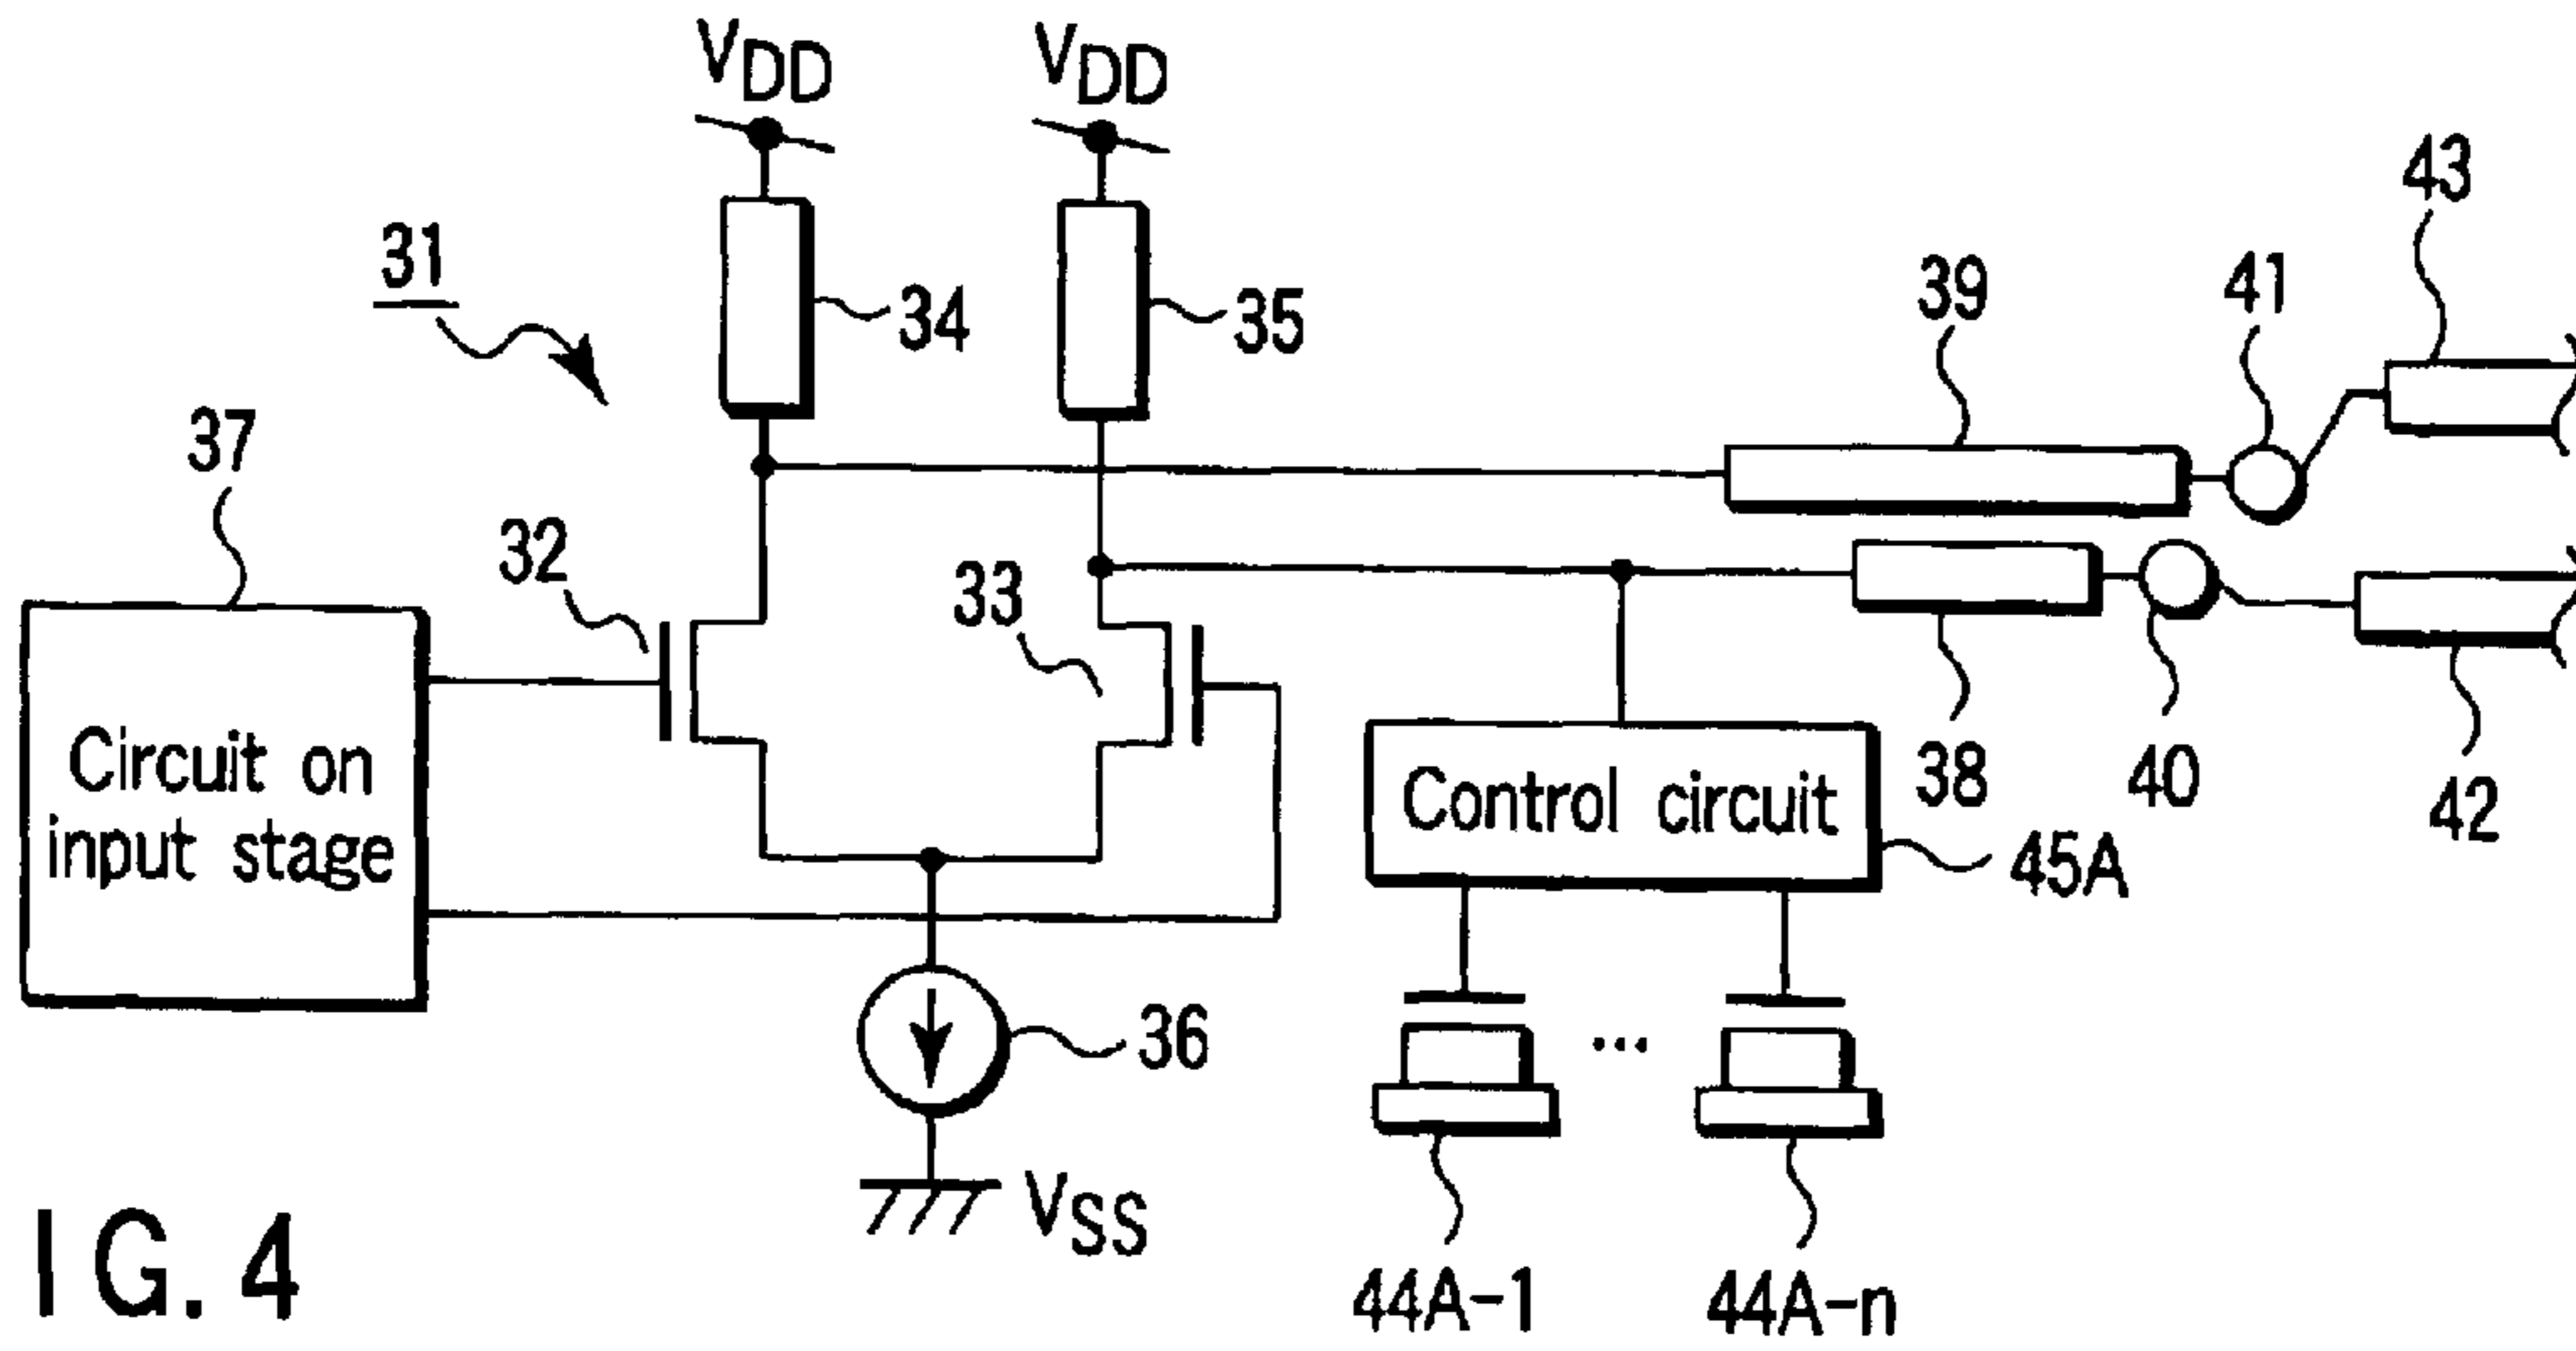 VDD
VDD
43
39
41
31
34
35
37
32
33
Circuit on
input stage
Control circuit
38
40
42
45A
36
VSS
44A-1
...
44A-n
IG. 4